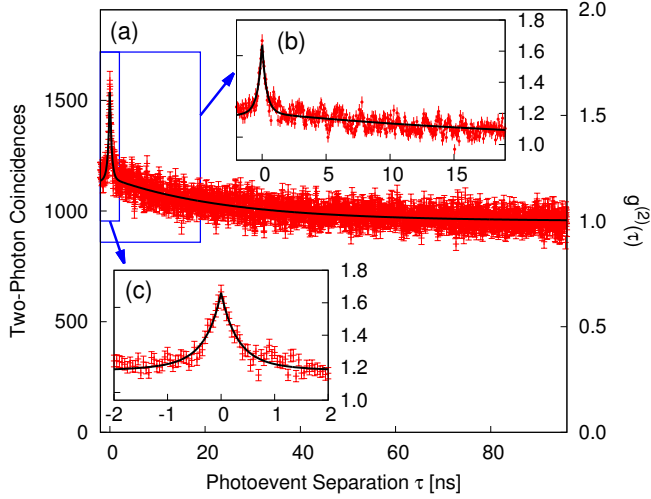 (a)
(b)
(c)
Two-Photon Coincidences
1500
1000
500
0
2.0
1.5
1.0
0.5
0.0
g(2)(τ)
0 20 40 60 80
Photoevent Separation τ [ns]
1.8
1.6
1.4
1.2
1.0
0 5 10 15
1.8
1.6
1.4
1.2
1.0
-2 -1 0 1 2